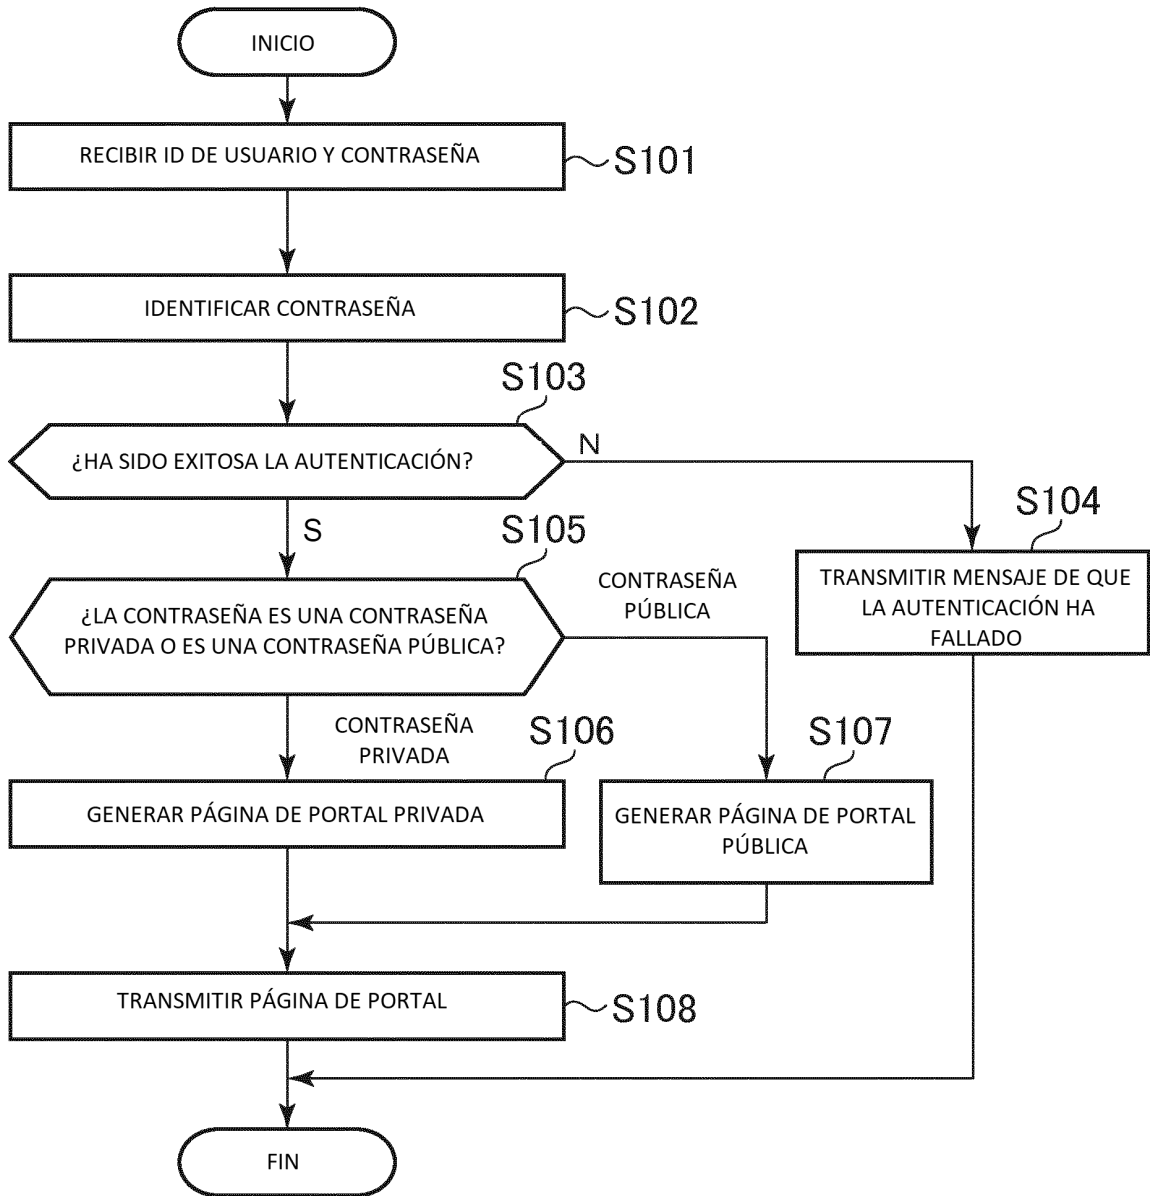 INICIO
RECIBIR ID DE USUARIO Y CONTRASEÑA
S101
IDENTIFICAR CONTRASEÑA
S102
S103
¿HA SIDO EXITOSA LA AUTENTICACIÓN?
N
S
S104
TRANSMITIR MENSAJE DE QUE
LA AUTENTICACIÓN HA
FALLADO
S105
¿LA CONTRASEÑA ES UNA CONTRASEÑA
PRIVADA O ES UNA CONTRASEÑA PÚBLICA?
CONTRASEÑA
PÚBLICA
CONTRASEÑA
PRIVADA
S106
GENERAR PÁGINA DE PORTAL PRIVADA
S107
GENERAR PÁGINA DE PORTAL
PÚBLICA
TRANSMITIR PÁGINA DE PORTAL
S108
FIN